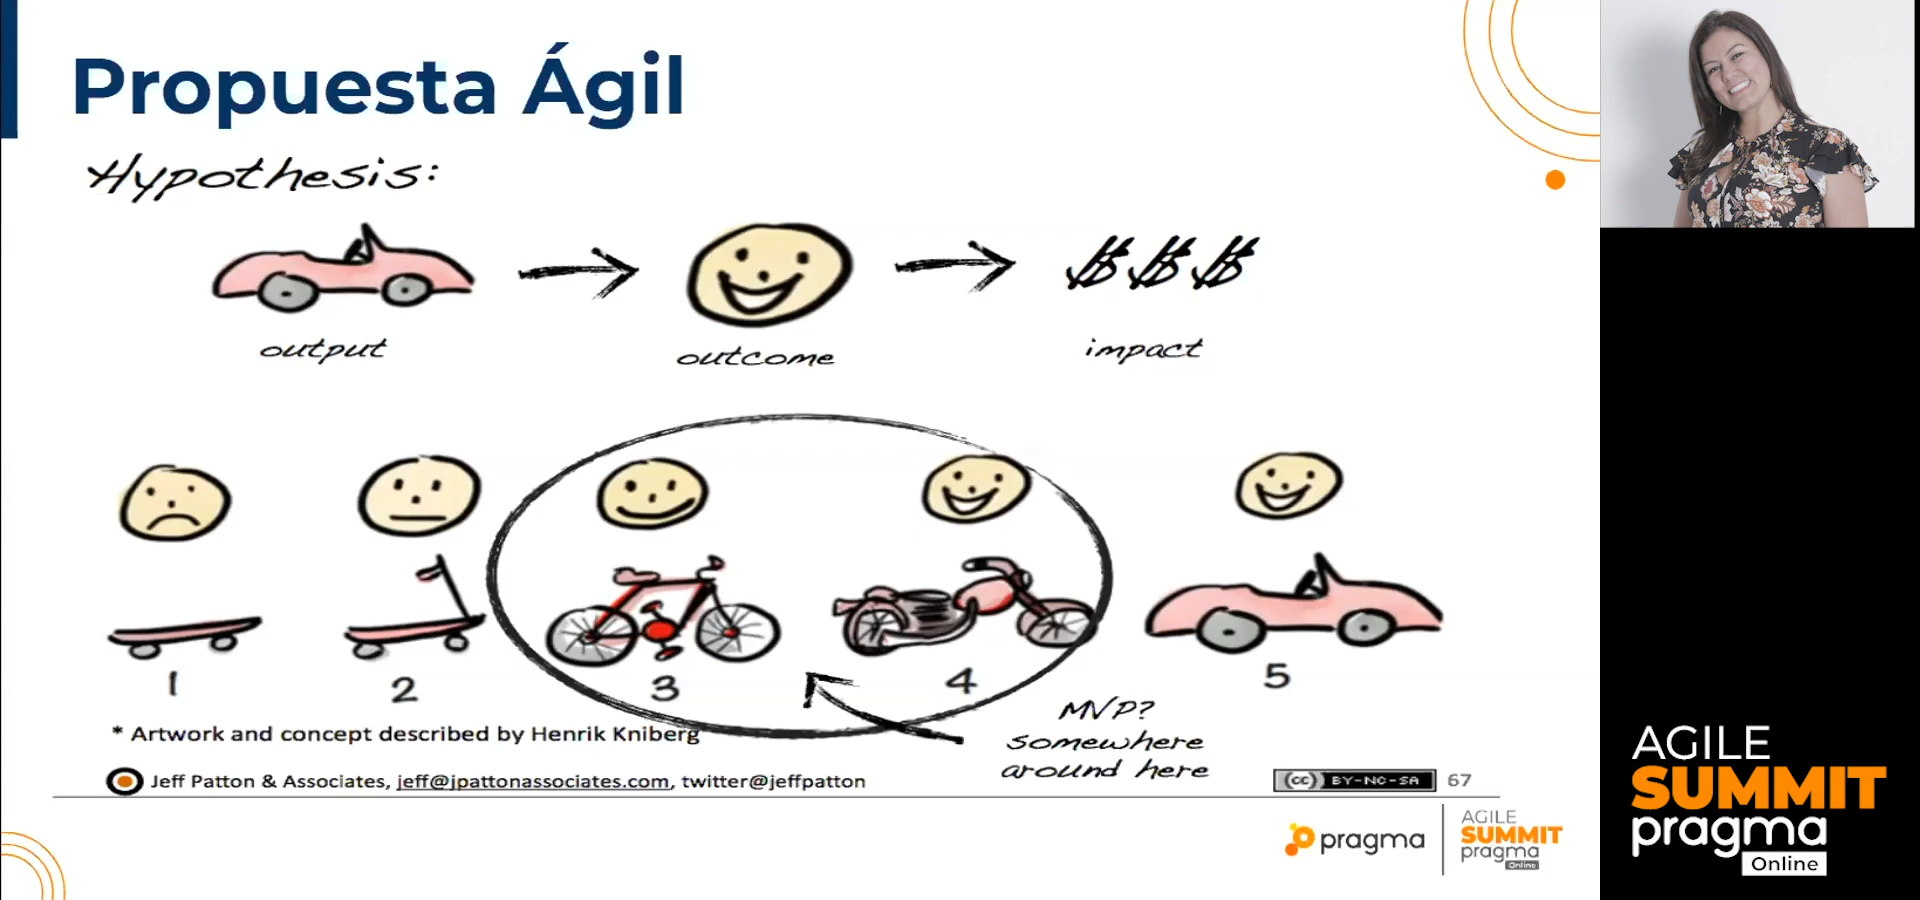 Propuesta Ágil
Hypothesis:
output
outcome
impact
1
2
3
4
5
MVP?
somewhere
around here
* Artwork and concept described by Henrik Kniberg
Jeff Patton & Associates, jeff@jpattonassociates.com, twitter@jeffpatton
(cc) BY-NC-SA
67
pragma
AGILE
SUMMIT
pragma
Online
AGILE
SUMMIT
pragma
Online